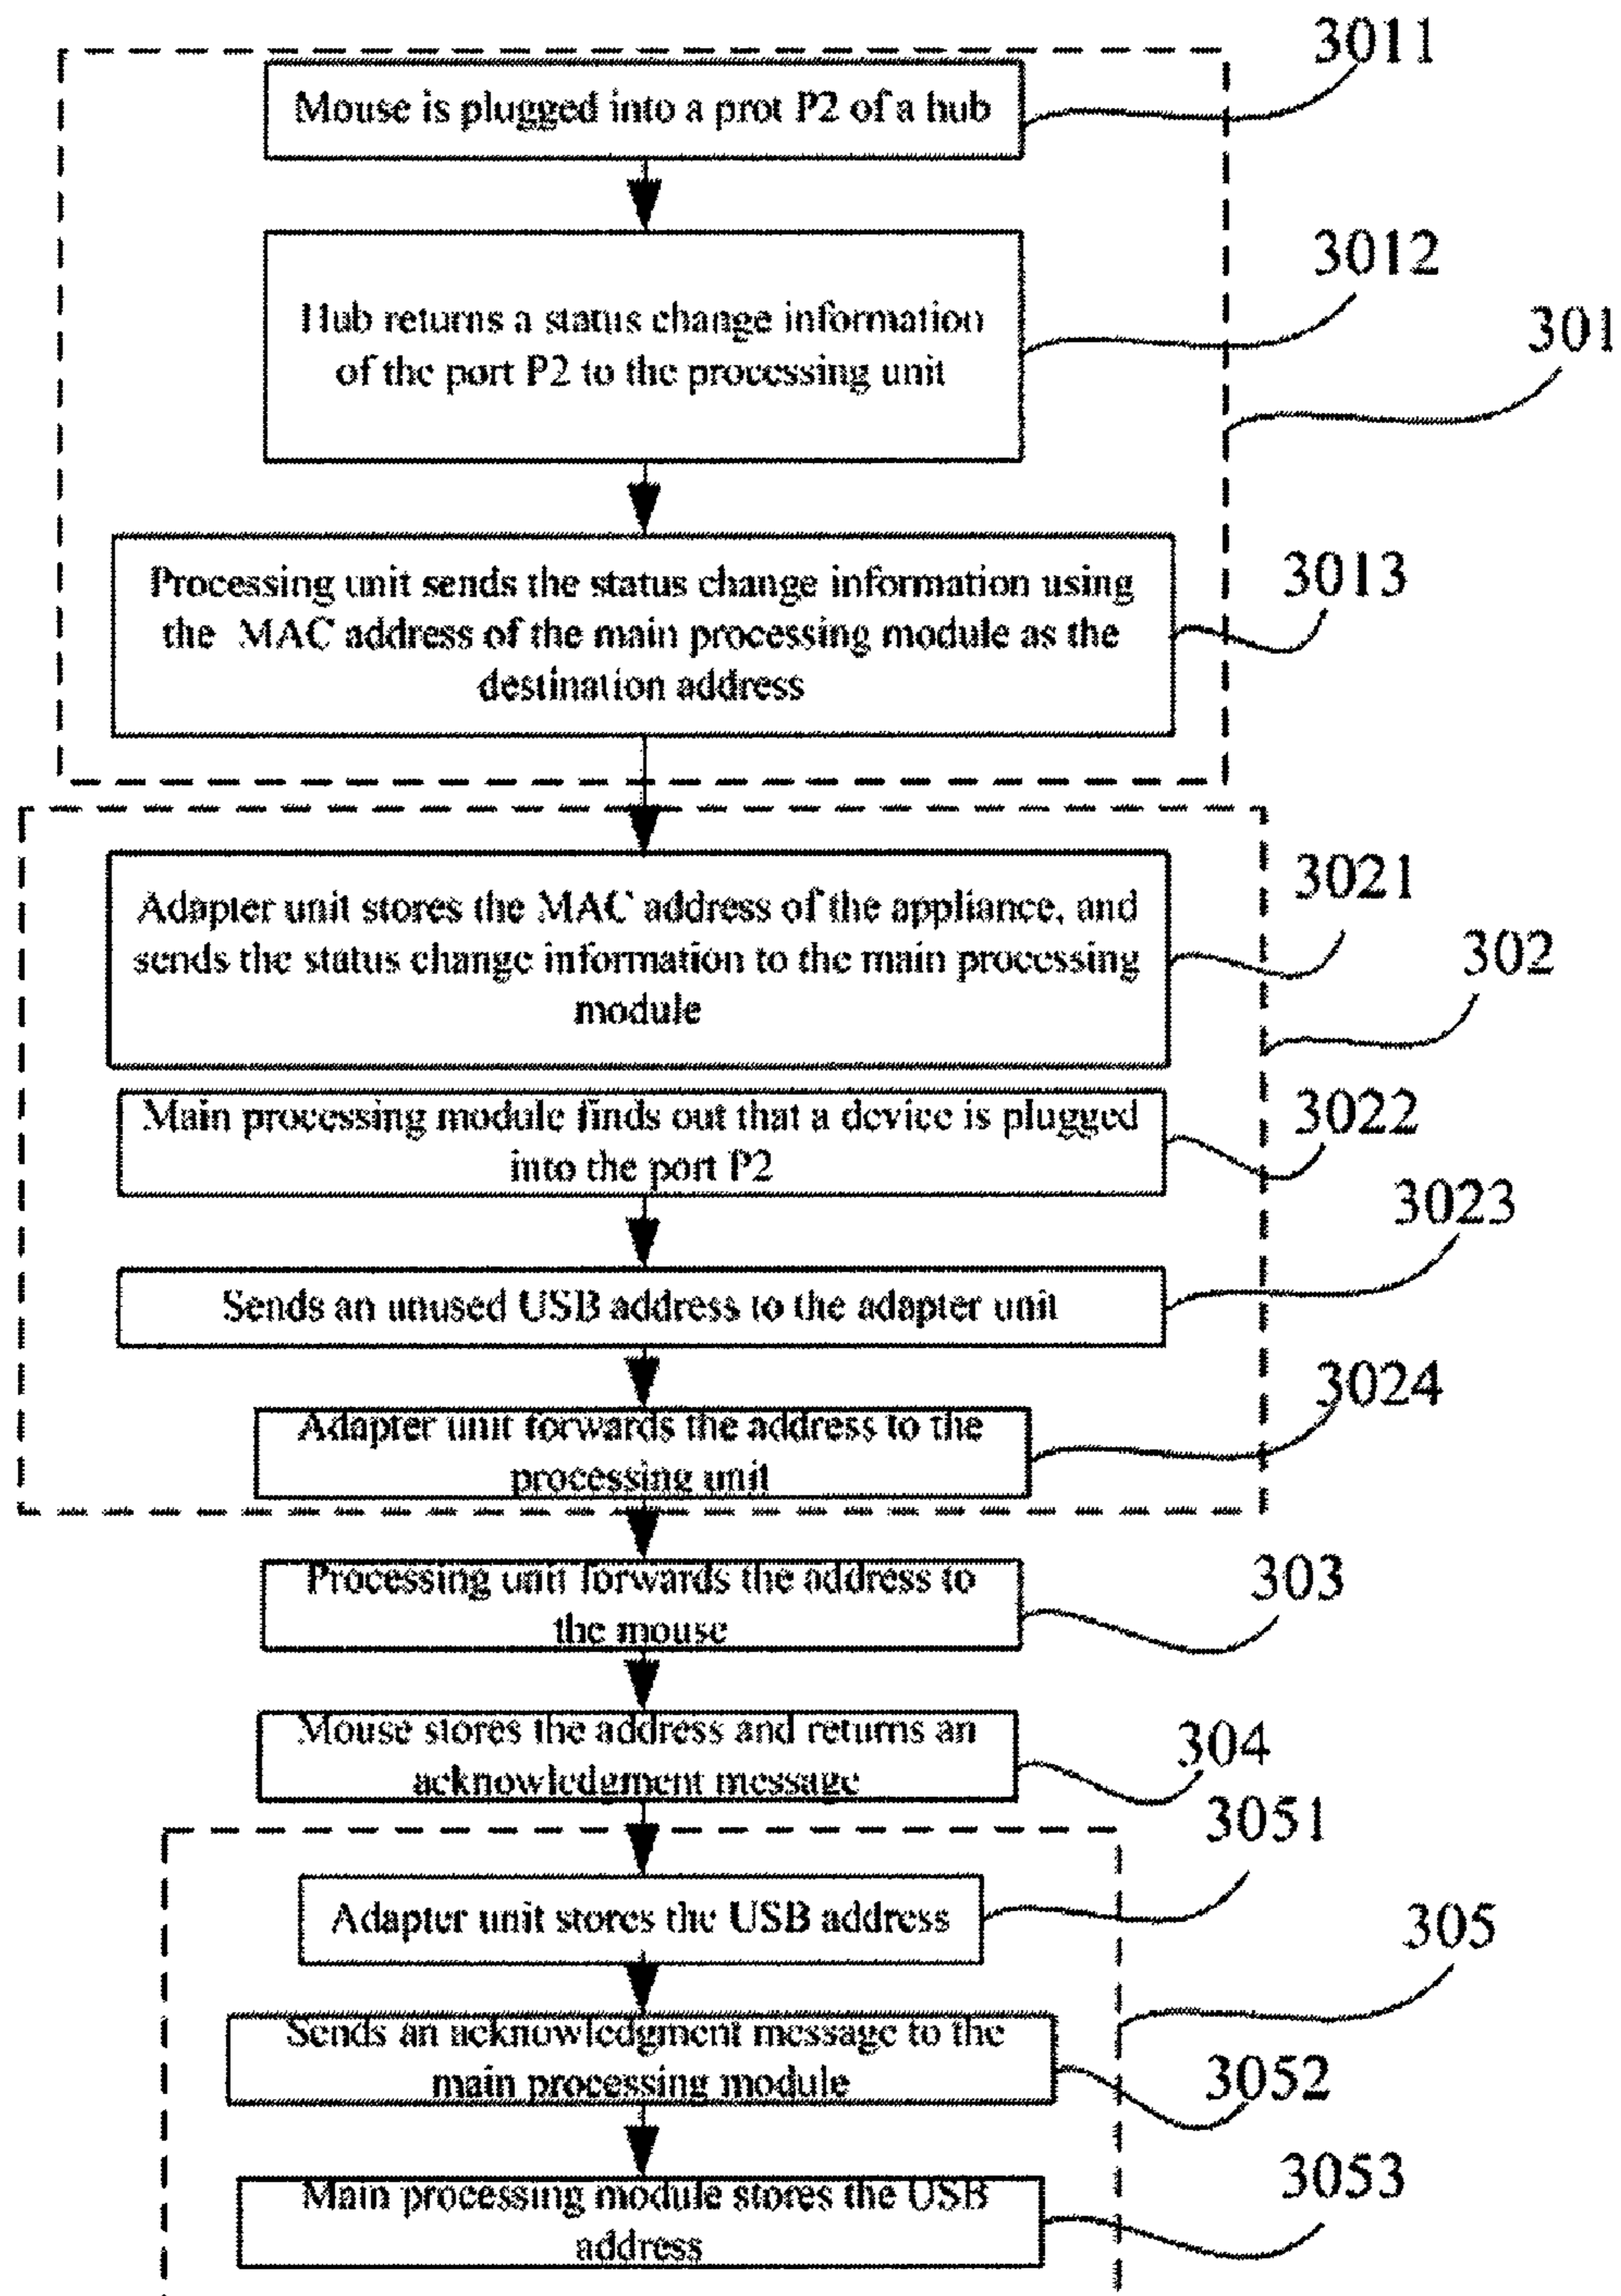 3011
Mouse is plugged into a prot P2 of a hub
3012
Hub returns a status change information
of the port P2 to the processing unit
301
3013
Processing unit sends the status change information using
the MAC address of the main processing module as the
destination address
3021
Adapter unit stores the MAC address of the appliance, and
sends the status change information to the main processing
module
302
3022
Main processing module finds out that a device is plugged
into the port P2
3023
Sends an unused USB address to the adapter unit
3024
Adapter unit forwards the address to the
processing unit
303
Processing unit forwards the address to
the mouse
304
Mouse stores the address and returns an
acknowledgment message
3051
Adapter unit stores the USB address
305
Sends an acknowledgment message to the
main processing module
3052
3053
Main processing module stores the USB
address